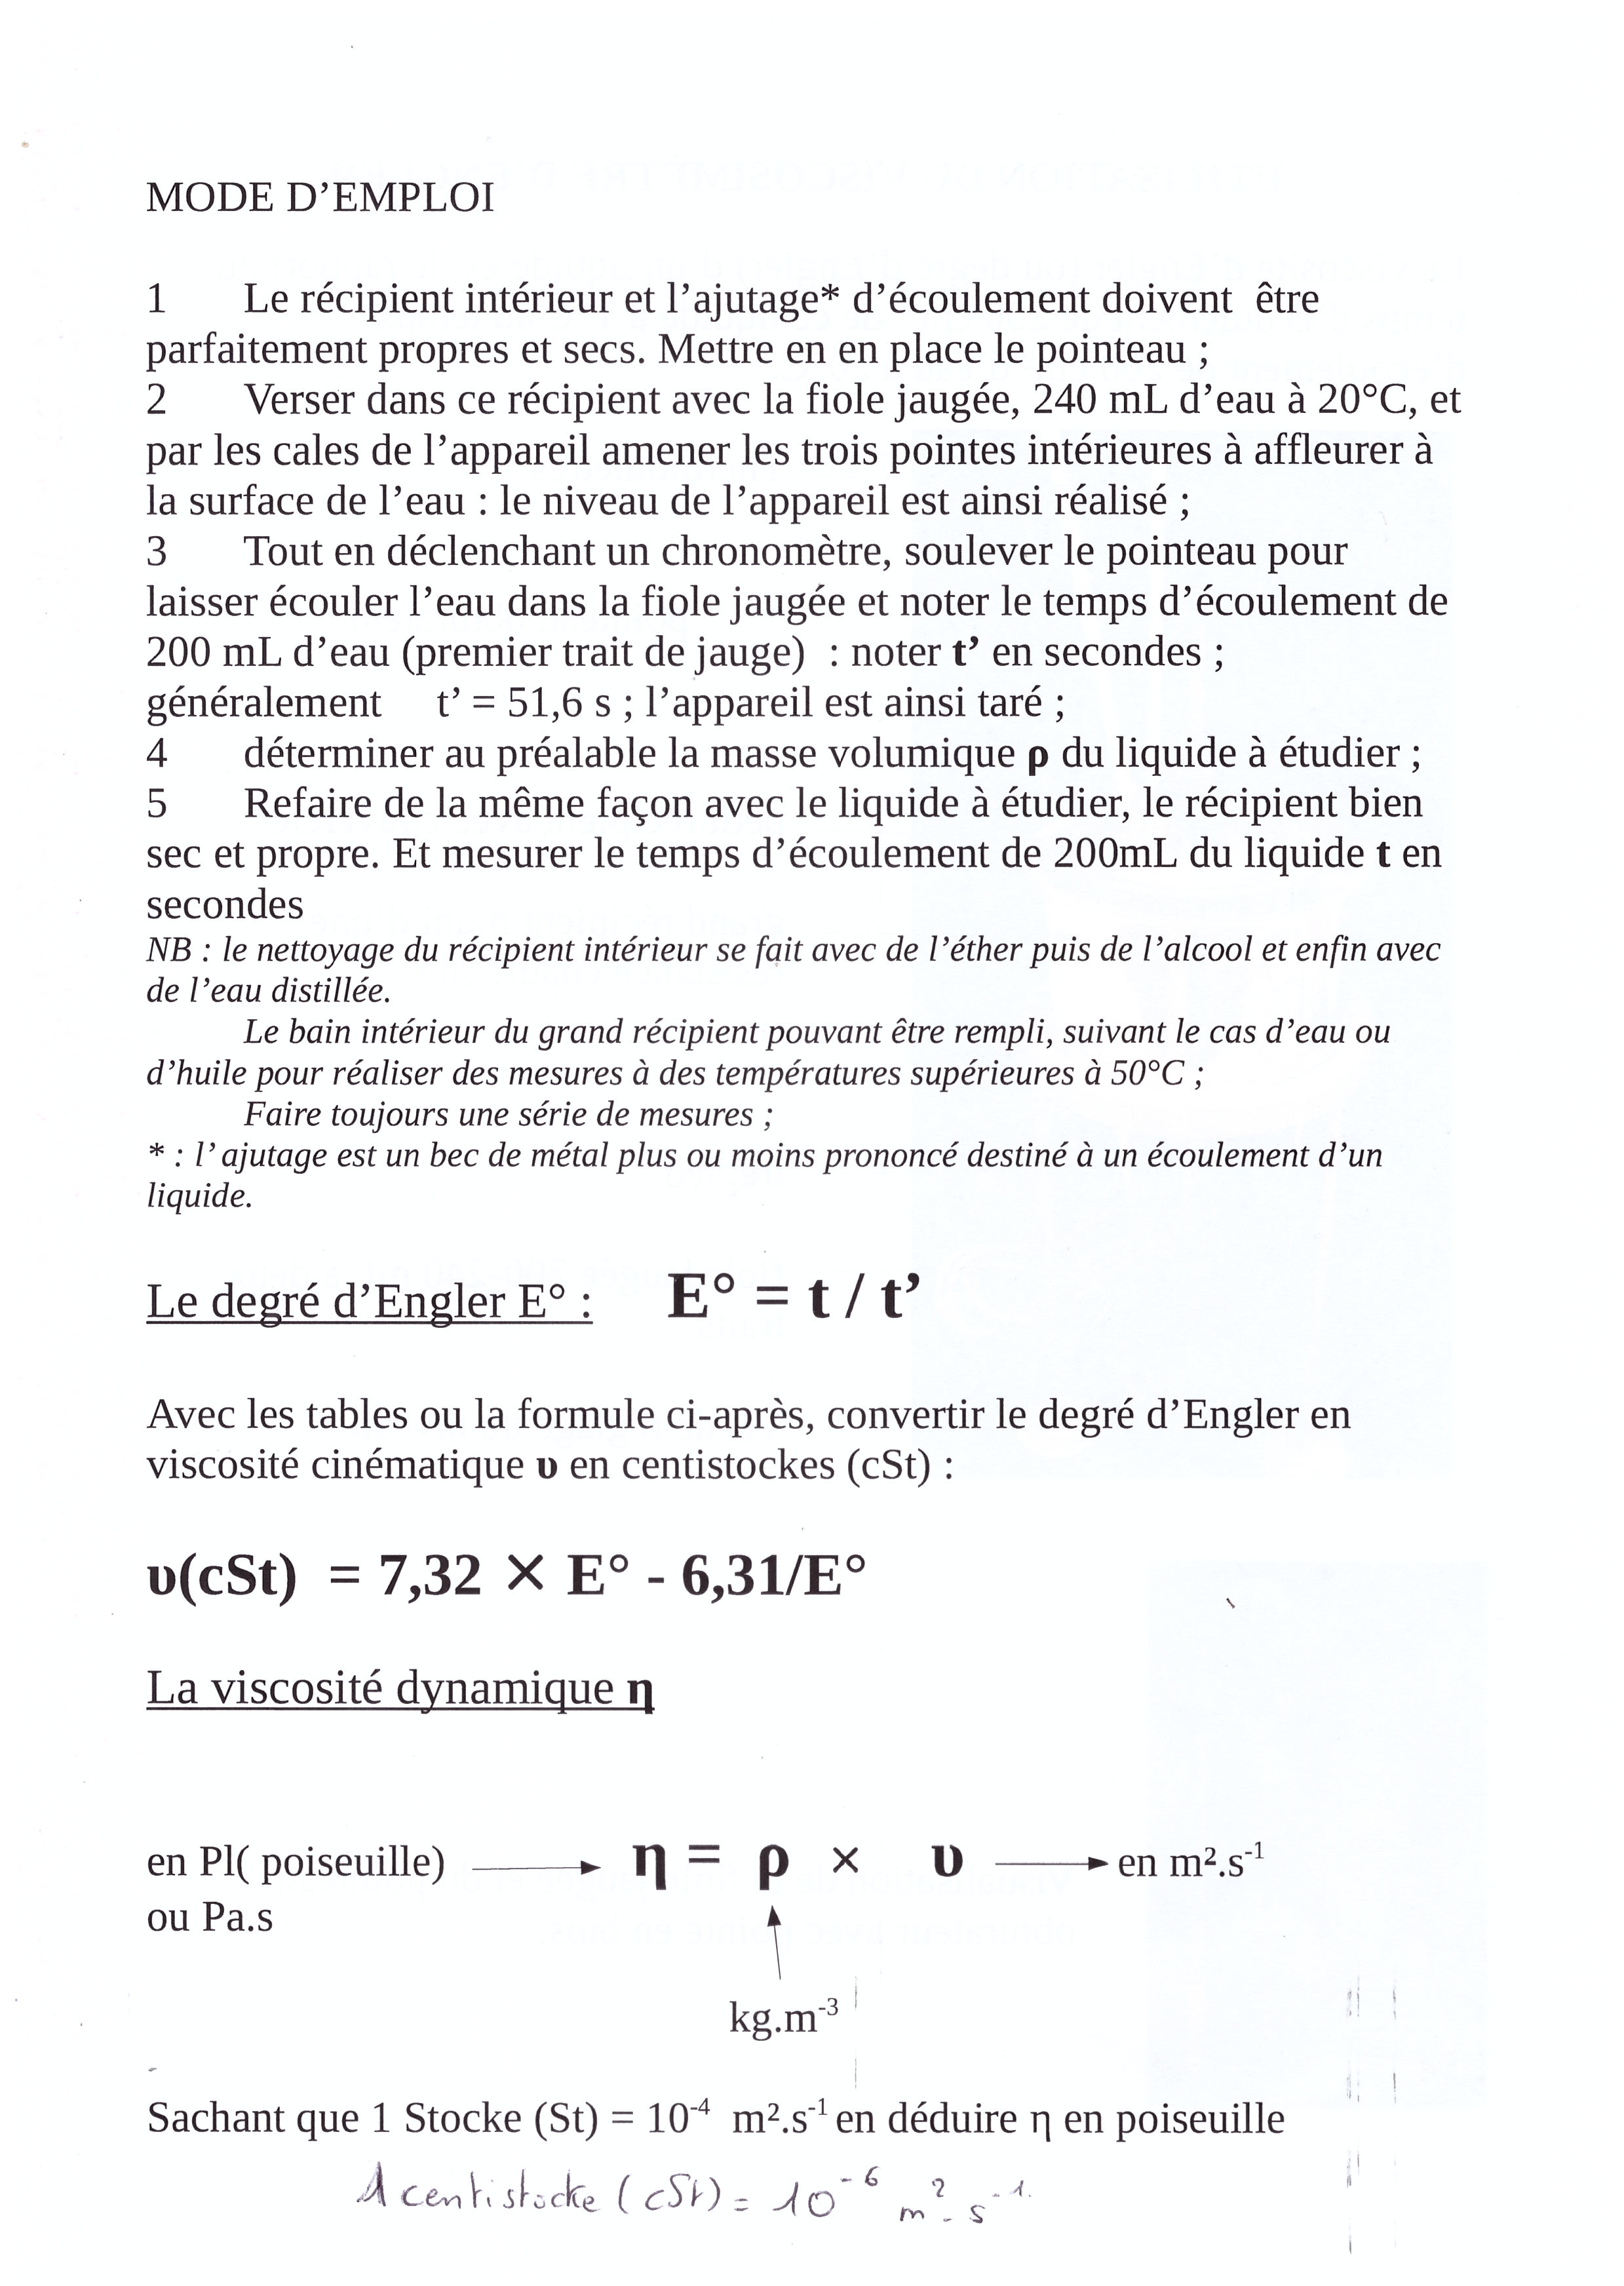 MODE D’EMPLOI
1 Le récipient intérieur et l’ajutage* d’écoulement doivent être
parfaitement propres et secs. Mettre en en place le pointeau ;
2 Verser dans ce récipient avec la fiole jaugée, 240 mL d’eau à 20°C, et
par les cales de l’appareil amener les trois pointes intérieures à affleurer à
la surface de l’eau : le niveau de l’appareil est ainsi réalisé ;
3 Tout en déclenchant un chronomètre, soulever le pointeau pour
laisser écouler l’eau dans la fiole jaugée et noter le temps d’écoulement de
200 mL d’eau (premier trait de jauge) : noter t’ en secondes ;
généralement t’ = 51,6 s ; l’appareil est ainsi taré ;
4 déterminer au préalable la masse volumique ρ du liquide à étudier ;
5 Refaire de la même façon avec le liquide à étudier, le récipient bien
sec et propre. Et mesurer le temps d’écoulement de 200mL du liquide t en
secondes
NB : le nettoyage du récipient intérieur se fait avec de l’éther puis de l’alcool et enfin avec
de l’eau distillée.
Le bain intérieur du grand récipient pouvant être rempli, suivant le cas d’eau ou
d’huile pour réaliser des mesures à des températures supérieures à 50°C ;
Faire toujours une série de mesures ;
* : l’ ajutage est un bec de métal plus ou moins prononcé destiné à un écoulement d’un
liquide.
Le degré d’Engler E° : E° = t / t’
Avec les tables ou la formule ci-après, convertir le degré d’Engler en
viscosité cinématique υ en centistockes (cSt) :
υ(cSt) = 7,32 × E° - 6,31/E°
La viscosité dynamique η
en Pl( poiseuille) η = ρ × υ en m².s⁻¹
ou Pa.s
kg.m⁻³
Sachant que 1 Stocke (St) = 10⁻⁴ m².s⁻¹ en déduire η en poiseuille
1 centistocke (cSt) = 10⁻⁶ m².s⁻¹.